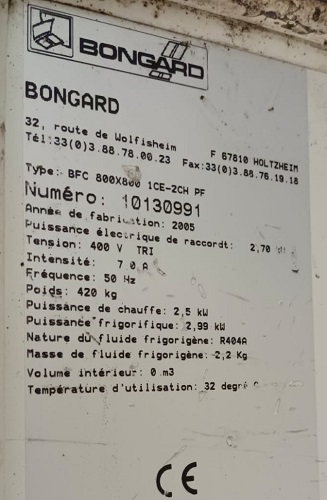 BONGARD
BONGARD
32, route de Wolfisheim F 67810 HOLTZHEIM
Tél:33(0)3.88.78.00.23 Fax:33(0)3.88.76.19.18
Type: BFC 800X800 1CE-2CH PF
Numéro: 10130991
Année de fabrication: 2005
Puissance électrique de raccordt: 2,70
Tension: 400 V TRI
Intensité: 7 0 A
Fréquence: 50 Hz
Poids: 420 kg
Puissance de chauffe: 2,5 kW
Puissance frigorifique: 2,99 kW
Nature du fluide frigorigène: R404A
Masse de fluide frigorigène: 2,2 Kg
Volume intérieur: 0 m3
Température d'utilisation: 32 degré
CE